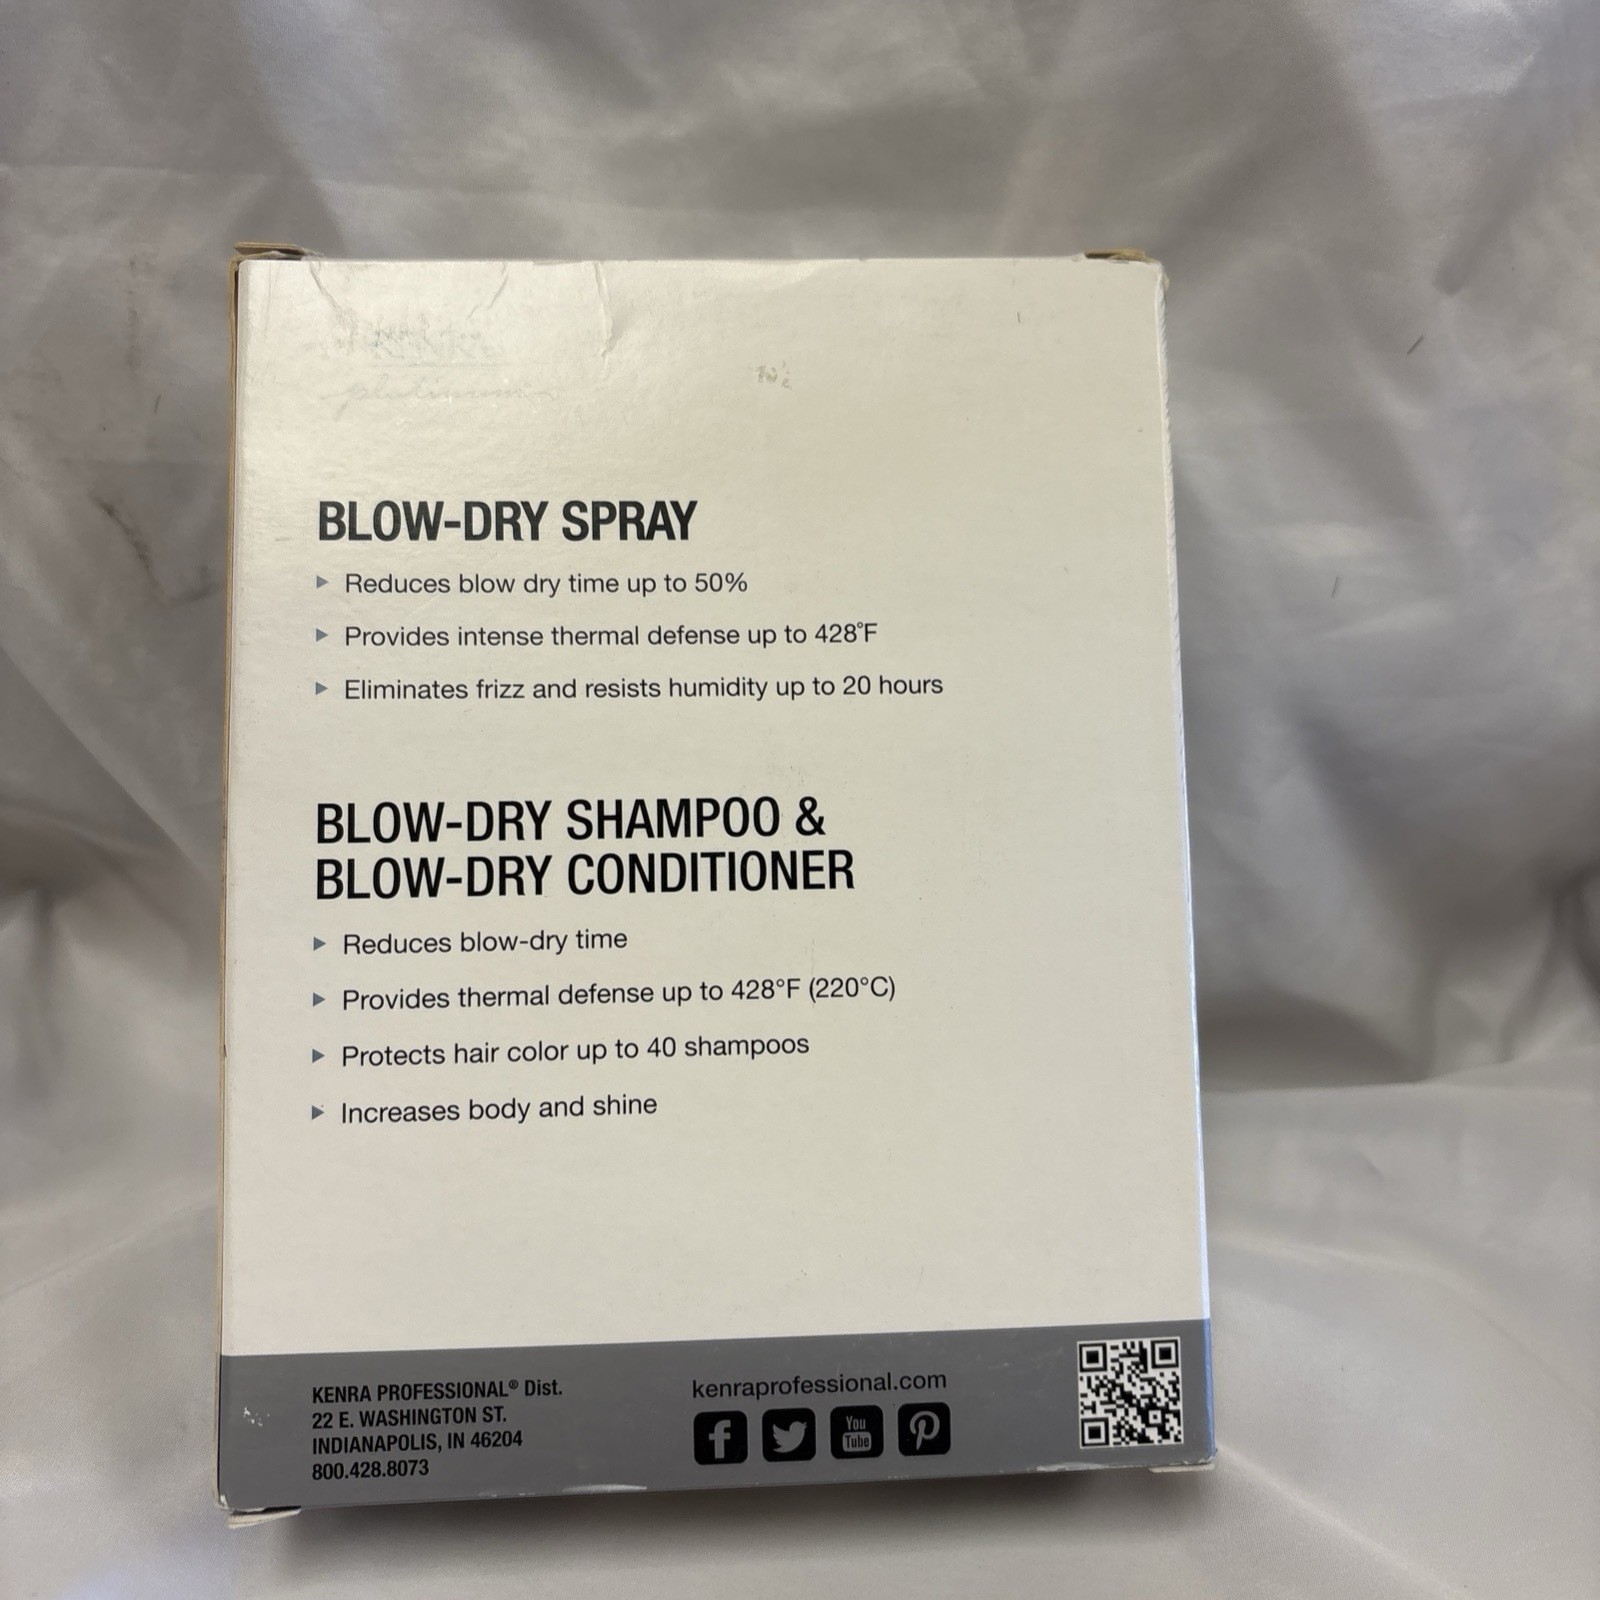 platinum
BLOW-DRY SPRAY
Reduces blow dry time up to 50%
Provides intense thermal defense up to 428°F
Eliminates frizz and resists humidity up to 20 hours
BLOW-DRY SHAMPOO &
BLOW-DRY CONDITIONER
Reduces blow-dry time
Provides thermal defense up to 428°F (220°C)
Protects hair color up to 40 shampoos
Increases body and shine
KENRA PROFESSIONAL® Dist.
22 E. WASHINGTON ST.
INDIANAPOLIS, IN 46204
800.428.8073
kenraprofessional.com
You
Tube